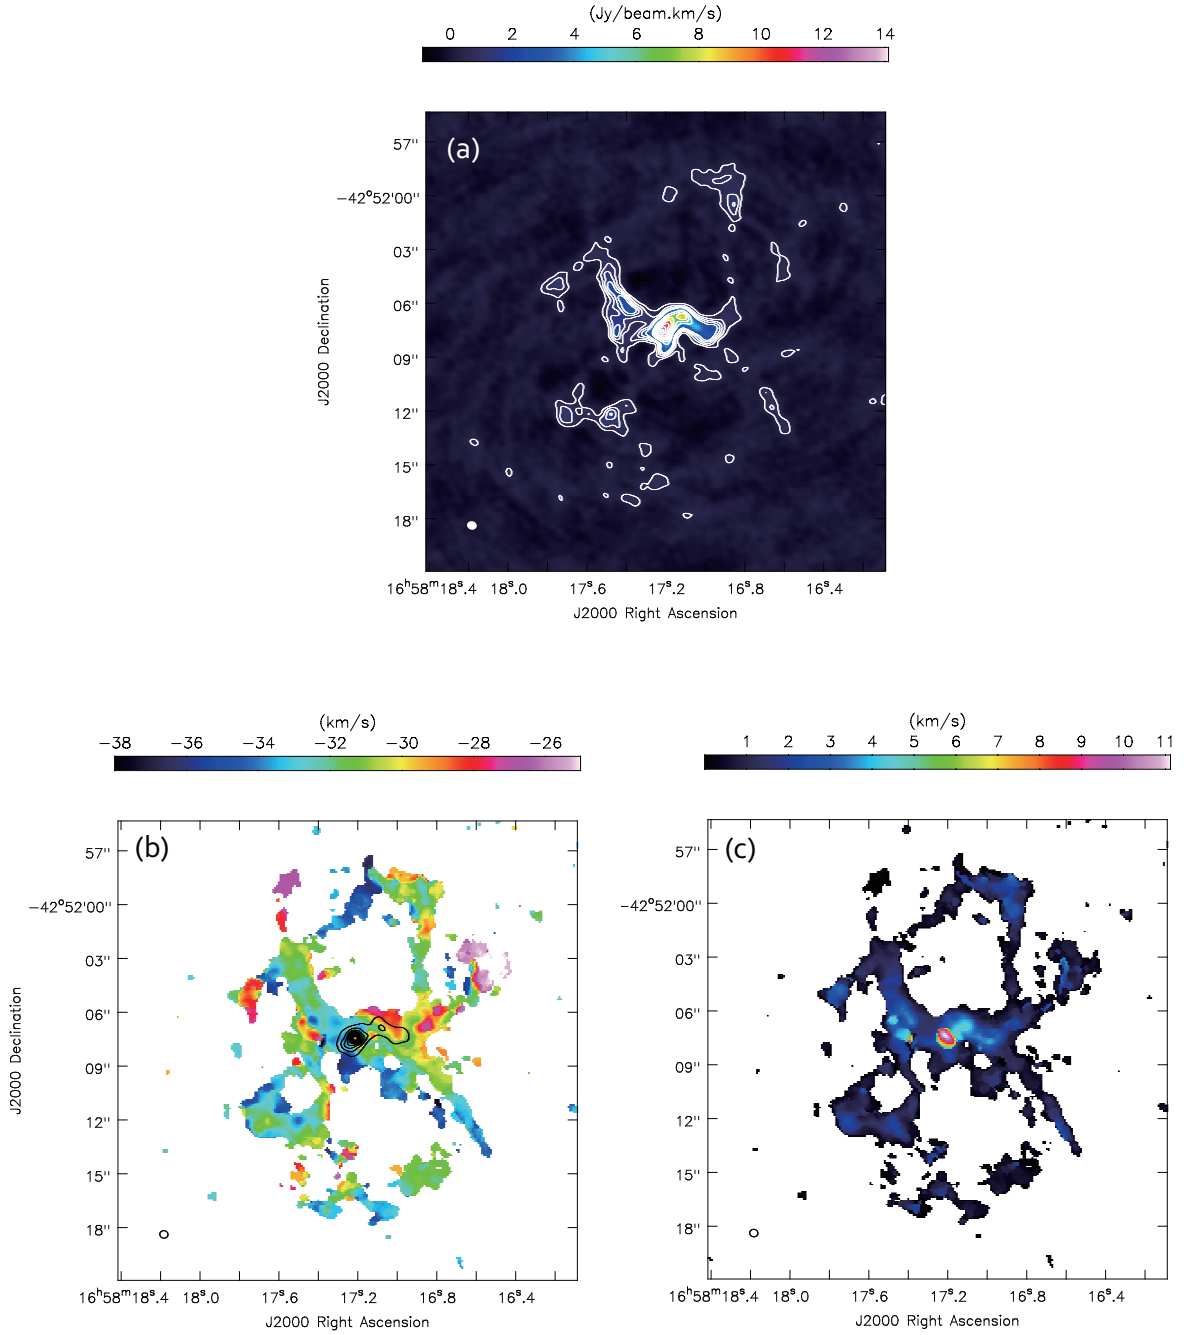 (Jy/beam.km/s)
0 2 4 6 8 10 12 14
(a)
57"
−42°52'00"
03"
06"
09"
12"
15"
18"
J2000 Declination
16ʰ58ᵐ18ˢ.4 18ˢ.0 17ˢ.6 17ˢ.2 16ˢ.8 16ˢ.4
J2000 Right Ascension
(km/s)
−38 −36 −34 −32 −30 −28 −26
(b)
57"
−42°52'00"
03"
06"
09"
12"
15"
18"
J2000 Declination
16ʰ58ᵐ18ˢ.4 18ˢ.0 17ˢ.6 17ˢ.2 16ˢ.8 16ˢ.4
J2000 Right Ascension
(km/s)
1 2 3 4 5 6 7 8 9 10 11
(c)
57"
−42°52'00"
03"
06"
09"
12"
15"
18"
16ʰ58ᵐ18ˢ.4 18ˢ.0 17ˢ.6 17ˢ.2 16ˢ.8 16ˢ.4
J2000 Right Ascension